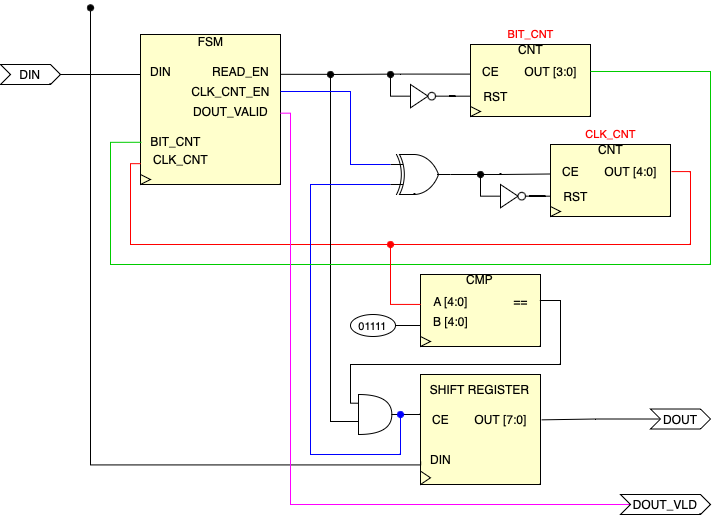 BIT_CNT
FSM
CNT
DIN
DIN
READ_EN
CE
OUT [3:0]
CLK_CNT_EN
RST
DOUT_VALID
CLK_CNT
BIT_CNT
CNT
CLK_CNT
CE
OUT [4:0]
RST
CMP
A [4:0]
==
01111
B [4:0]
SHIFT REGISTER
CE
OUT [7:0]
DOUT
DIN
DOUT_VLD